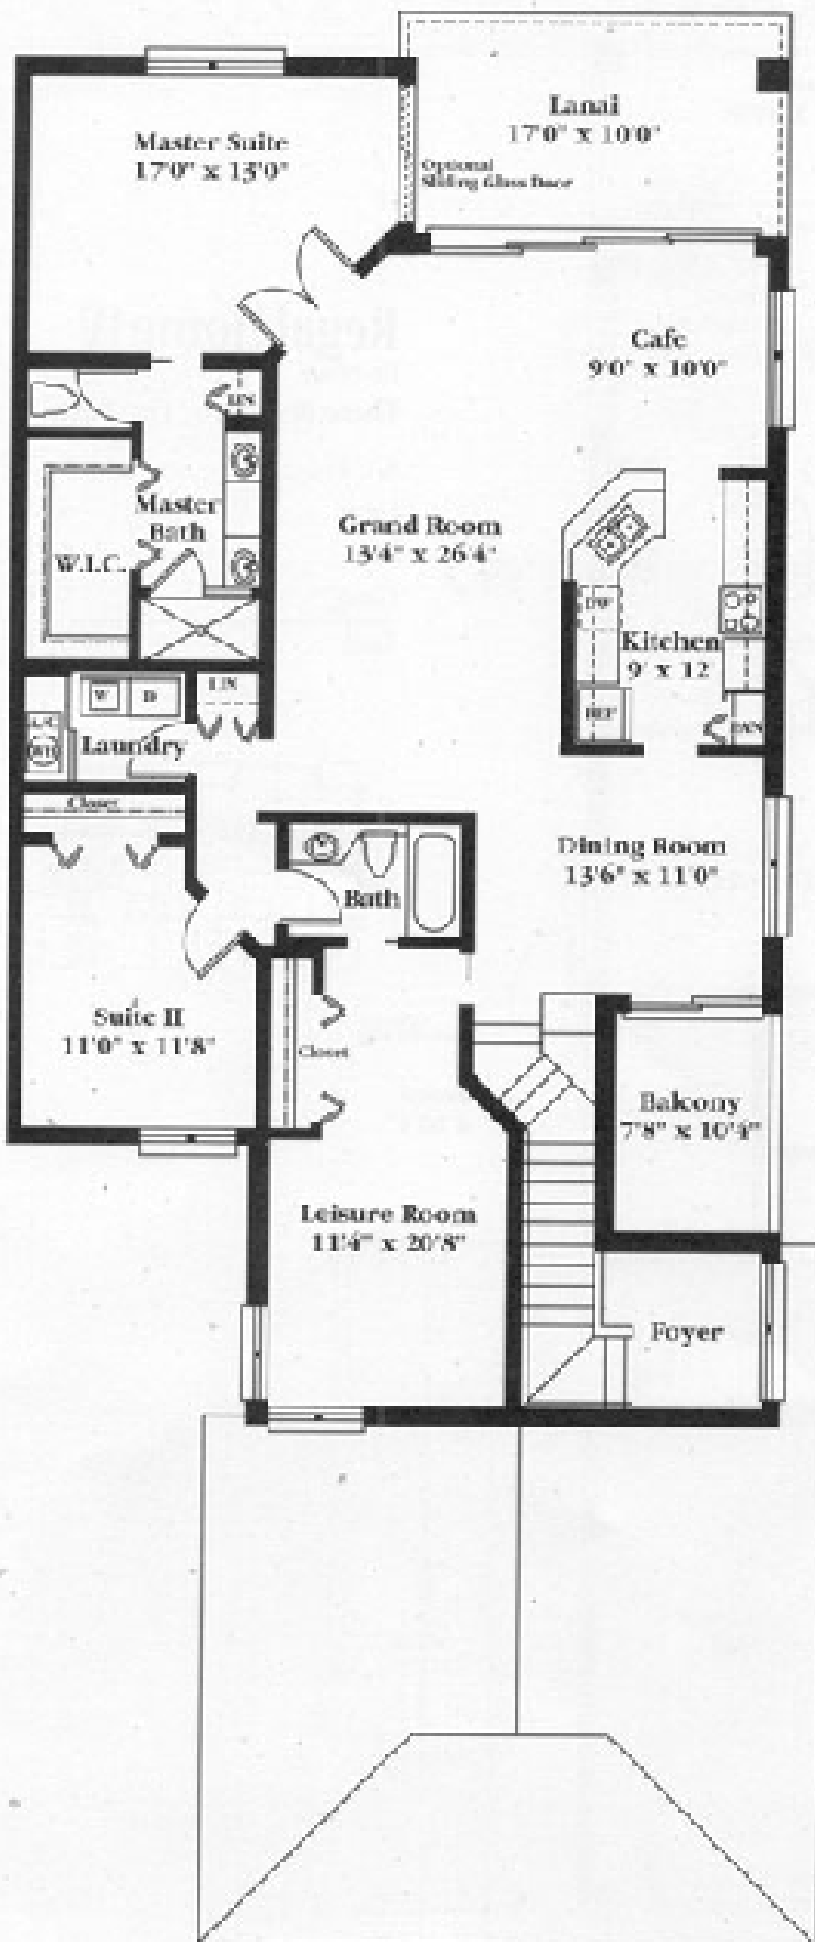 Lanai
17'0" x 10'0"
Master Suite
17'0" x 13'0"
Optional
Sliding Glass Door
Cafe
9'0" x 10'0"
LIN
Master
Bath
Grand Room
13'4" x 26'4"
W.I.C.
DW
Kitchen
9' x 12
REF
PAN
W D
LIN
A/C
WH
Laundry
Closet
Dining Room
13'6" x 11'0"
Bath
Suite II
11'0" x 11'8"
Closet
Balcony
7'8" x 10'4"
Leisure Room
11'4" x 20'8"
Foyer